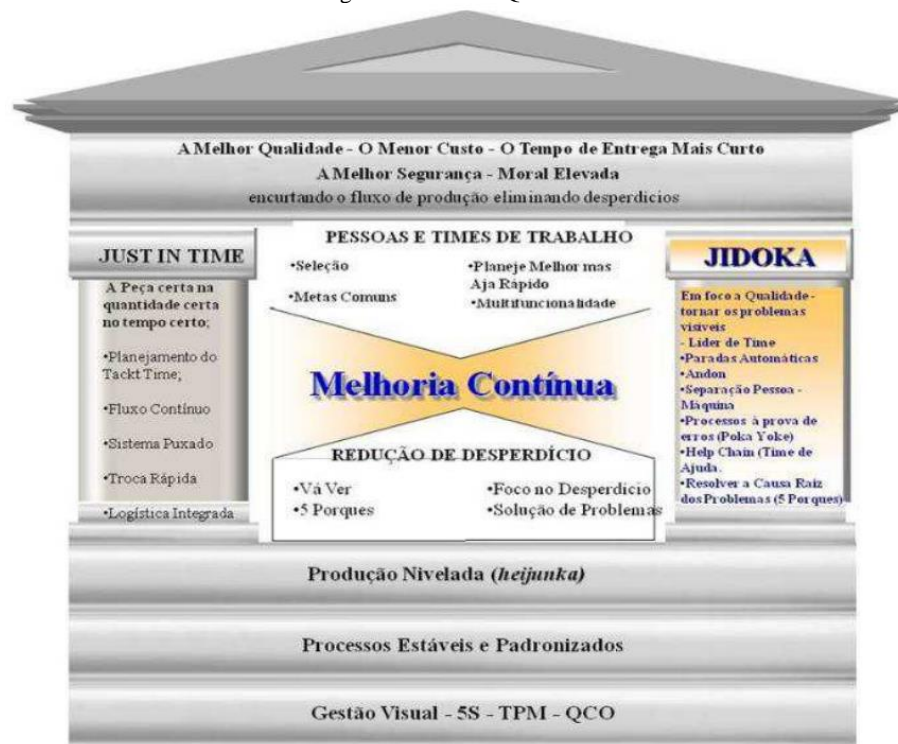 A Melhor Qualidade - O Menor Custo - O Tempo de Entrega Mais Curto
A Melhor Segurança - Moral Elevada
encurtando o fluxo de produção eliminando desperdicios
JUST IN TIME
A Peça certa na
quantidade certa
no tempo certo;
•Planejamento do
Tackt Time;
•Fluxo Contínuo
•Sistema Puxado
•Troca Rápida
•Logística Integrada
PESSOAS E TIMES DE TRABALHO
•Seleção
•Metas Comuns
•Planeje Melhor mas
Aja Rápido
•Multifuncionalidade
Melhoria Contínua
REDUÇÃO DE DESPERDÍCIO
•Vá Ver
•5 Porques
•Foco no Desperdicio
•Solução de Problemas
JIDOKA
Em foco a Qualidade -
tornar os problemas
visíveis
- Líder de Time
•Paradas Automáticas
•Andon
•Separação Pessoa -
Máquina
•Processos à prova de
erros (Poka Yoke)
•Help Chain (Time de
Ajuda.
•Resolver a Causa Raiz
dos Problemas (5 Porques)
Produção Nivelada (heijunka)
Processos Estáveis e Padronizados
Gestão Visual - 5S - TPM - QCO